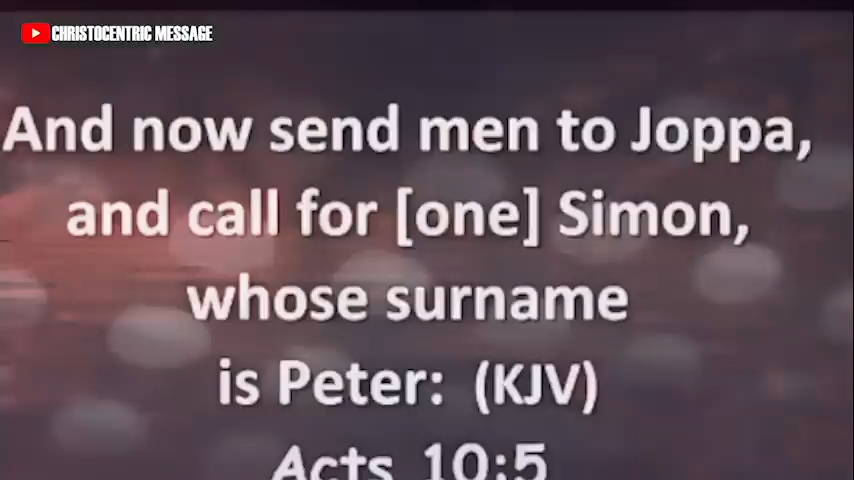 CHRISTOCENTRIC MESSAGE
And now send men to Joppa,
and call for [one] Simon,
whose surname
is Peter: (KJV)
Acts 10:5